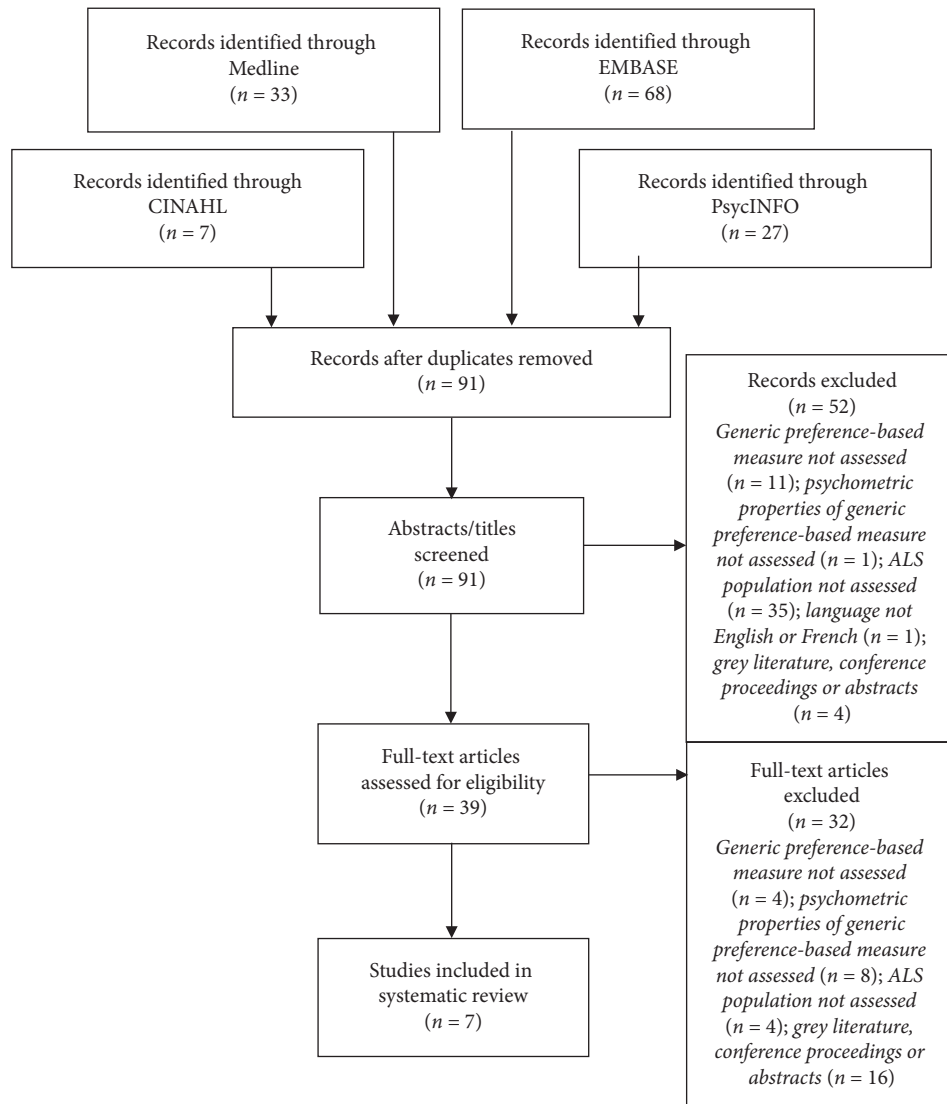 Records identified through
Medline
(n = 33)
Records identified through
EMBASE
(n = 68)
Records identified through
CINAHL
(n = 7)
Records identified through
PsycINFO
(n = 27)
Records after duplicates removed
(n = 91)
Abstracts/titles
screened
(n = 91)
Records excluded
(n = 52)
Generic preference-based
measure not assessed
(n = 11); psychometric
properties of generic
preference-based measure
not assessed (n = 1); ALS
population not assessed
(n = 35); language not
English or French (n = 1);
grey literature, conference
proceedings or abstracts
(n = 4)
Full-text articles
assessed for eligibility
(n = 39)
Full-text articles
excluded
(n = 32)
Generic preference-based
measure not assessed
(n = 4); psychometric
properties of generic
preference-based measure
not assessed (n = 8); ALS
population not assessed
(n = 4); grey literature,
conference proceedings or
abstracts (n = 16)
Studies included in
systematic review
(n = 7)